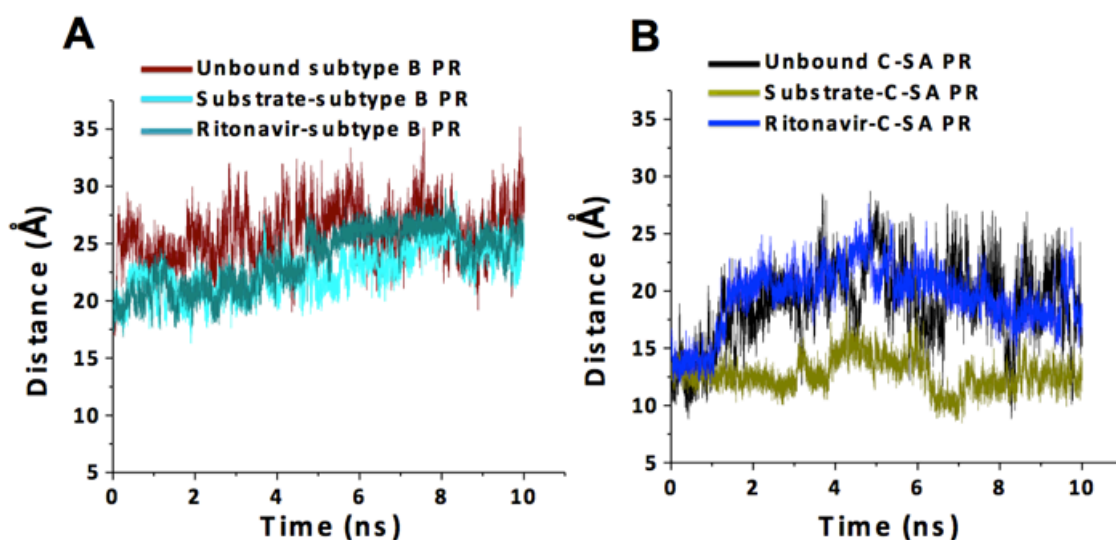 A
Unbound subtype B PR
Substrate-subtype B PR
Ritonavir-subtype B PR
Distance (Å)
35
30
25
20
15
10
5
0 2 4 6 8 10
Time (ns)
B
Unbound C-SA PR
Substrate-C-SA PR
Ritonavir-C-SA PR
Distance (Å)
35
30
25
20
15
10
5
0 2 4 6 8 10
Time (ns)